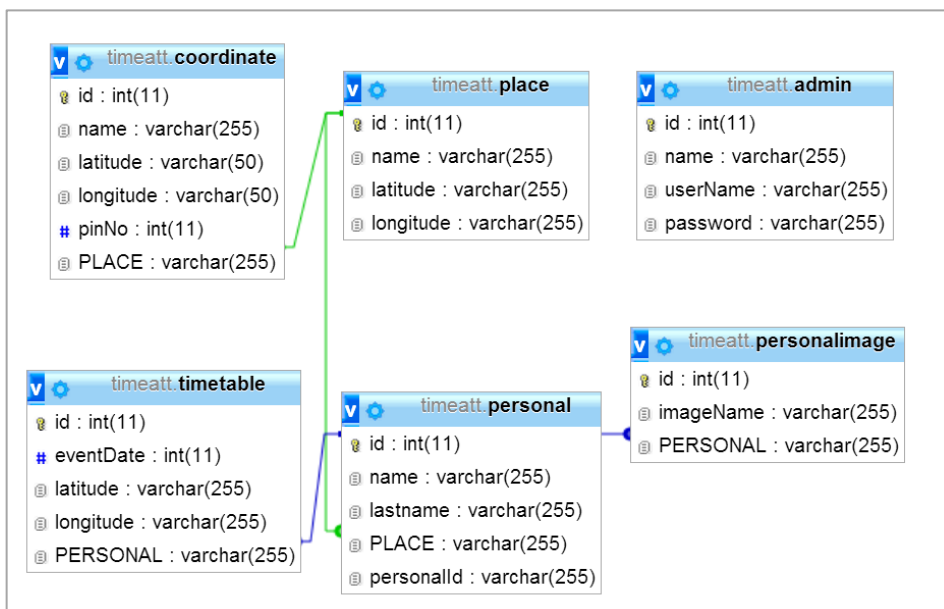 v timeatt.coordinate
id : int(11)
name : varchar(255)
latitude : varchar(50)
longitude : varchar(50)
# pinNo : int(11)
PLACE : varchar(255)
v timeatt.place
id : int(11)
name : varchar(255)
latitude : varchar(255)
longitude : varchar(255)
v timeatt.admin
id : int(11)
name : varchar(255)
userName : varchar(255)
password : varchar(255)
v timeatt.timetable
id : int(11)
# eventDate : int(11)
latitude : varchar(255)
longitude : varchar(255)
PERSONAL : varchar(255)
v timeatt.personal
id : int(11)
name : varchar(255)
lastname : varchar(255)
PLACE : varchar(255)
personalId : varchar(255)
v timeatt.personalimage
id : int(11)
imageName : varchar(255)
PERSONAL : varchar(255)